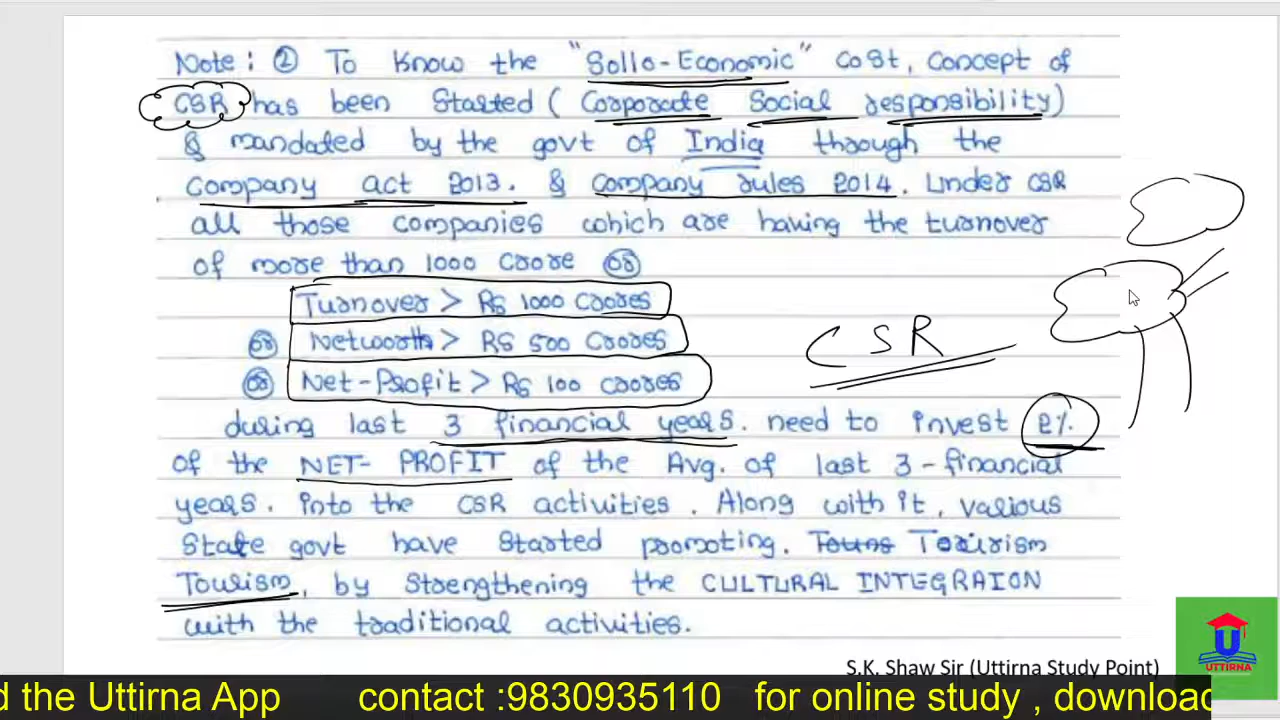 Note: ② To Know the "Sollo-Economic" Cost, Concept of
CSR has been Started (Corporate Social responsibility)
& mandated by the govt of India through the
Company act 2013. & Company rules 2014. Under CSR
all those companies which are having the turnover
of more than 1000 Crore or
Turnover > Rs 1000 Crores
or Networth > Rs 500 Crores
or Net-Profit > Rs 100 crores
CSR
during last 3 financial years. need to invest 2%.
of the NET- PROFIT of the Avg. of last 3-financial
years. into the CSR activities. Along with it, various
State govt have Started promoting. Touns Tourism
Tourism, by Strengthening the CULTURAL INTEGRAION
with the traditional activities.
S.K. Shaw Sir (Uttirna Study Point)
U
UTTIRNA
d the Uttirna App contact :9830935110 for online study , downloac